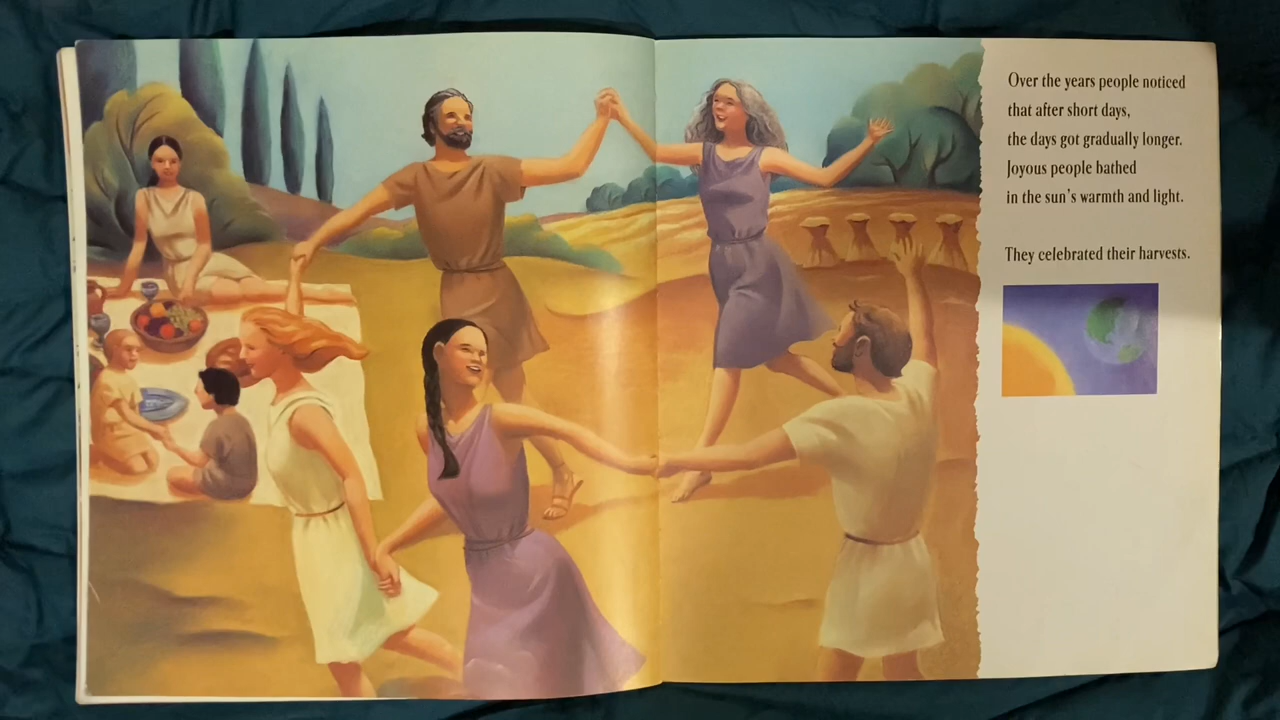 Over the years people noticed
that after short days,
the days got gradually longer.
Joyous people bathed
in the sun's warmth and light.
They celebrated their harvests.